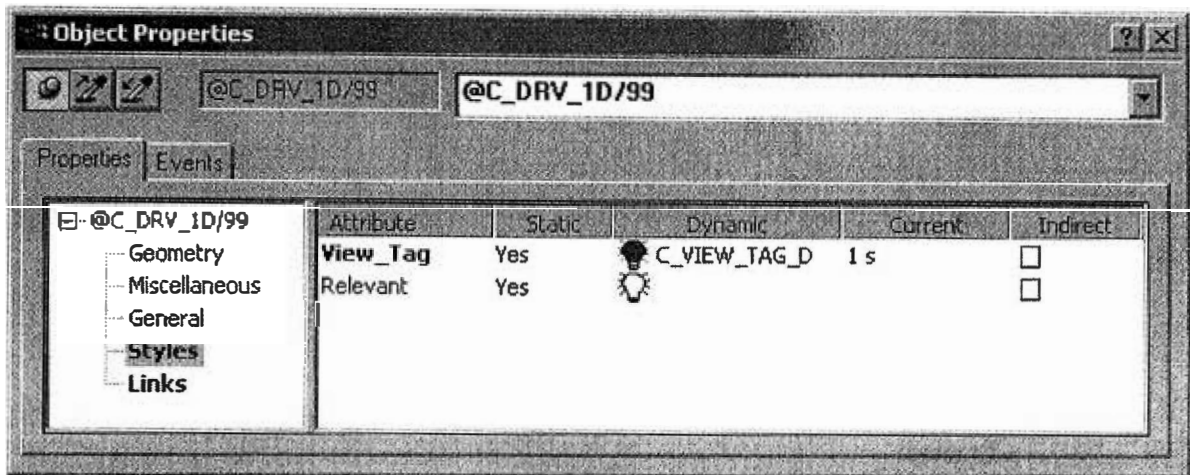 Object Properties
@C_DRV_1D/99 @C_DRV_1D/99
Properties Events
@C_DRV_1D/99
Geometry
Miscellaneous
General
Styles
Links
Attribute Static Dynamic Current Indirect
View_Tag Yes C_VIEW_TAG_D 1 s
Relevant Yes